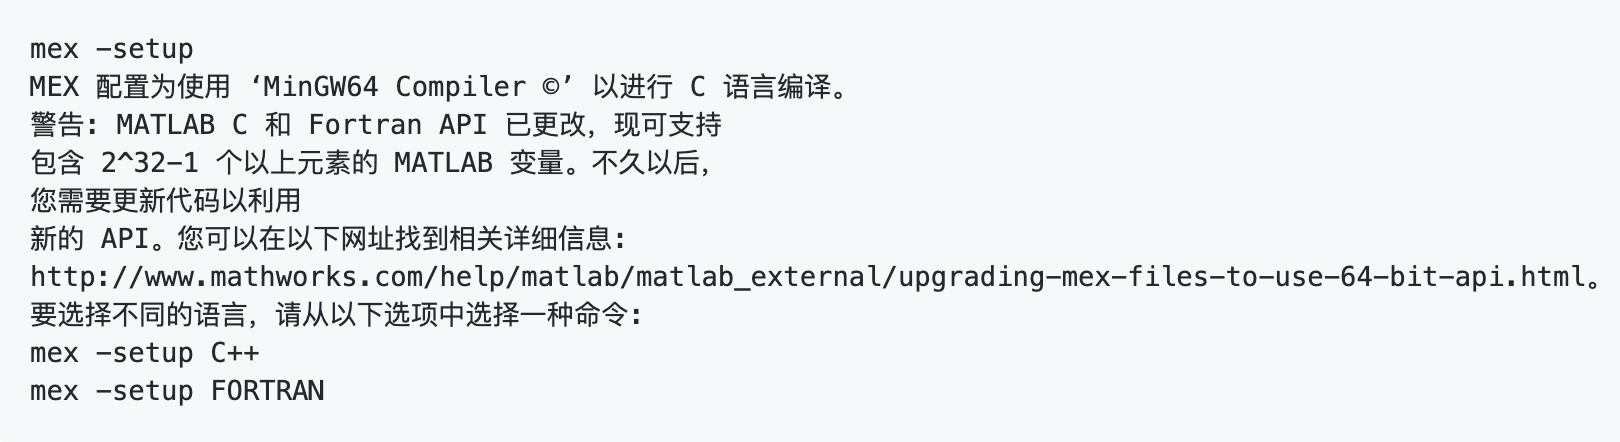 mex -setup
MEX 配置为使用 ‘MinGW64 Compiler ©’ 以进行 C 语言编译。
警告: MATLAB C 和 Fortran API 已更改，现可支持
包含 2^32-1 个以上元素的 MATLAB 变量。不久以后，
您需要更新代码以利用
新的 API。您可以在以下网址找到相关详细信息:
http://www.mathworks.com/help/matlab/matlab_external/upgrading-mex-files-to-use-64-bit-api.html。
要选择不同的语言，请从以下选项中选择一种命令:
mex -setup C++
mex -setup FORTRAN